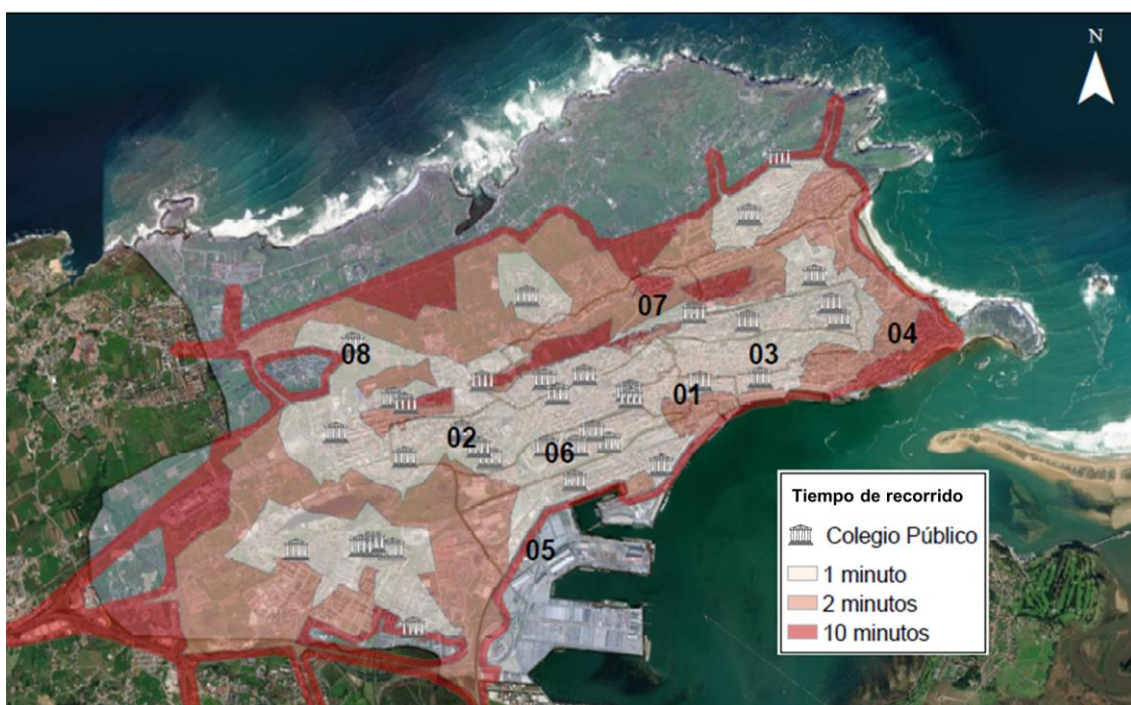 N
07
08
04
03
01
02
06
05
Tiempo de recorrido
Colegio Público
1 minuto
2 minutos
10 minutos